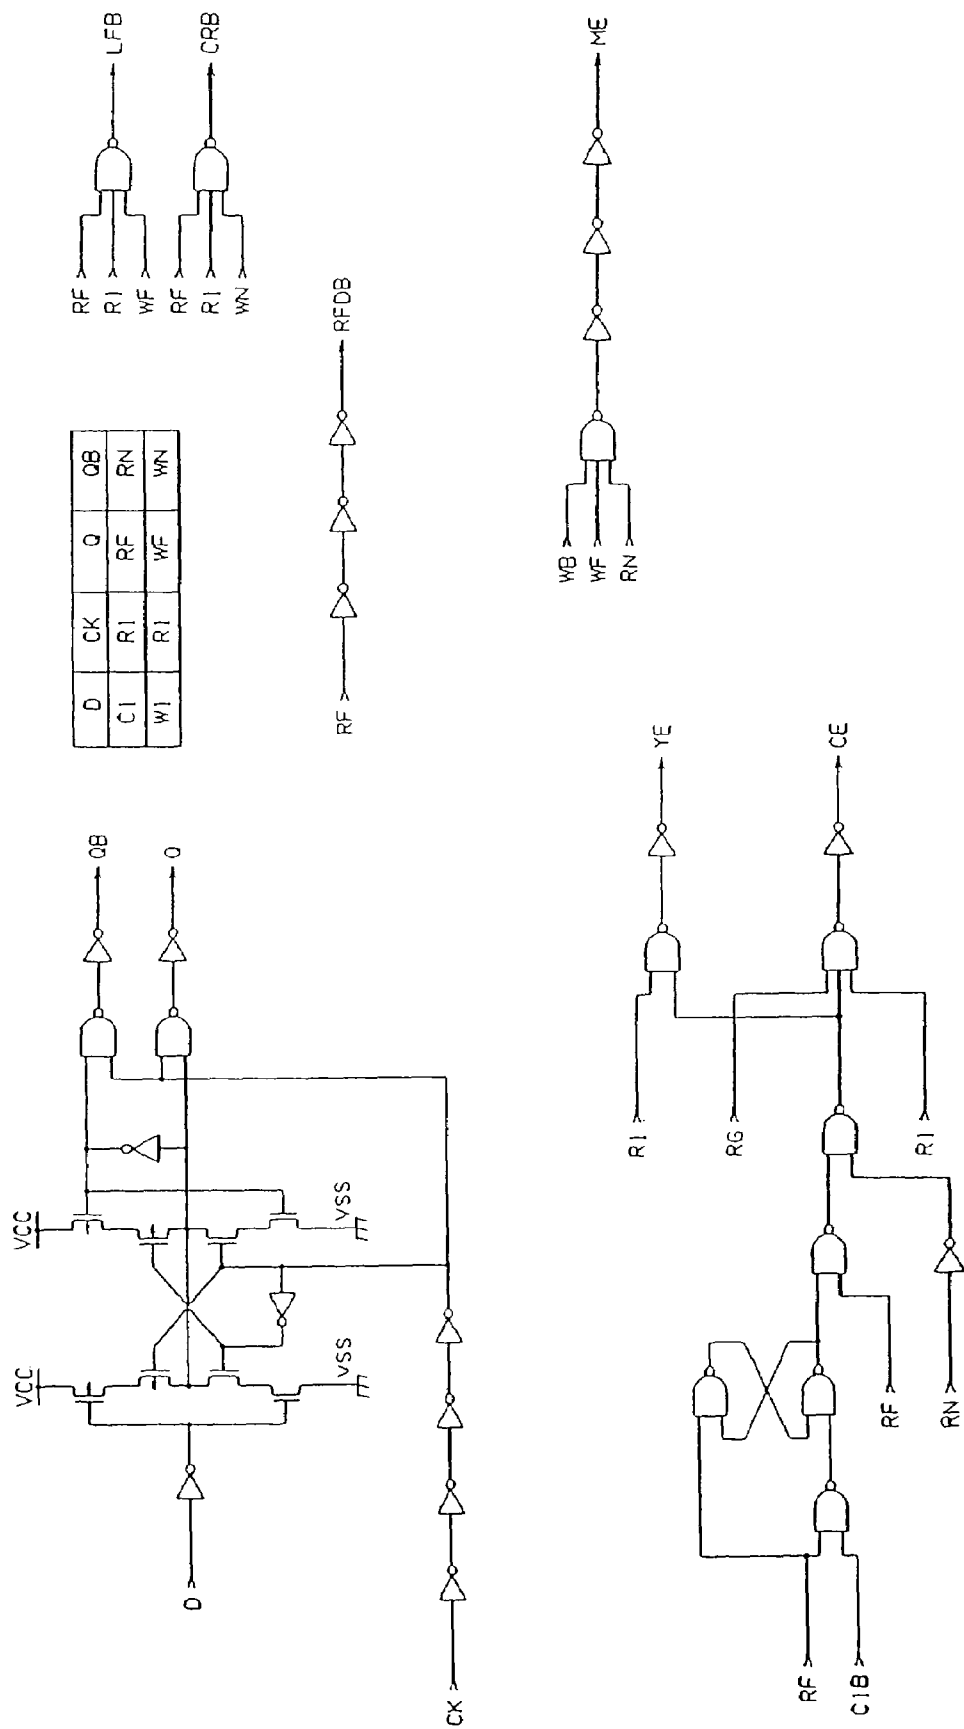 VCC
VCC
QB
D
Q
VSS
VSS
CK
D CK Q QB
C1 R1 RF RN
W1 R1 WF WN
RF
R1
WF
LFB
RF
R1
WN
CRB
RF
RFDB
R1
YE
RG
CE
R1
RF
C1B
RF
RN
WB
WF
RN
ME